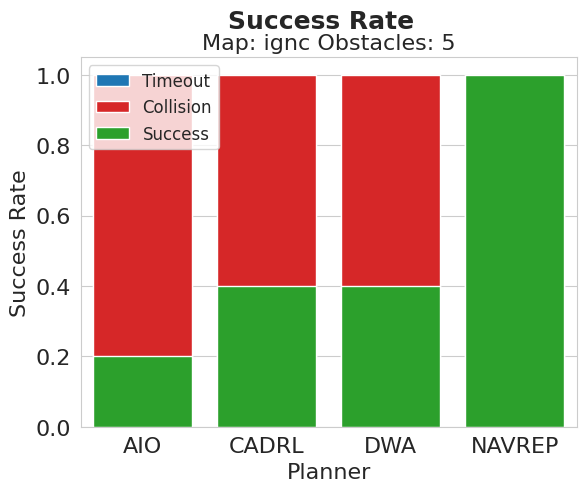 Success Rate
Map: ignc Obstacles: 5
Timeout
Collision
Success
Success Rate
1.0
0.8
0.6
0.4
0.2
0.0
AIO CADRL DWA NAVREP
Planner